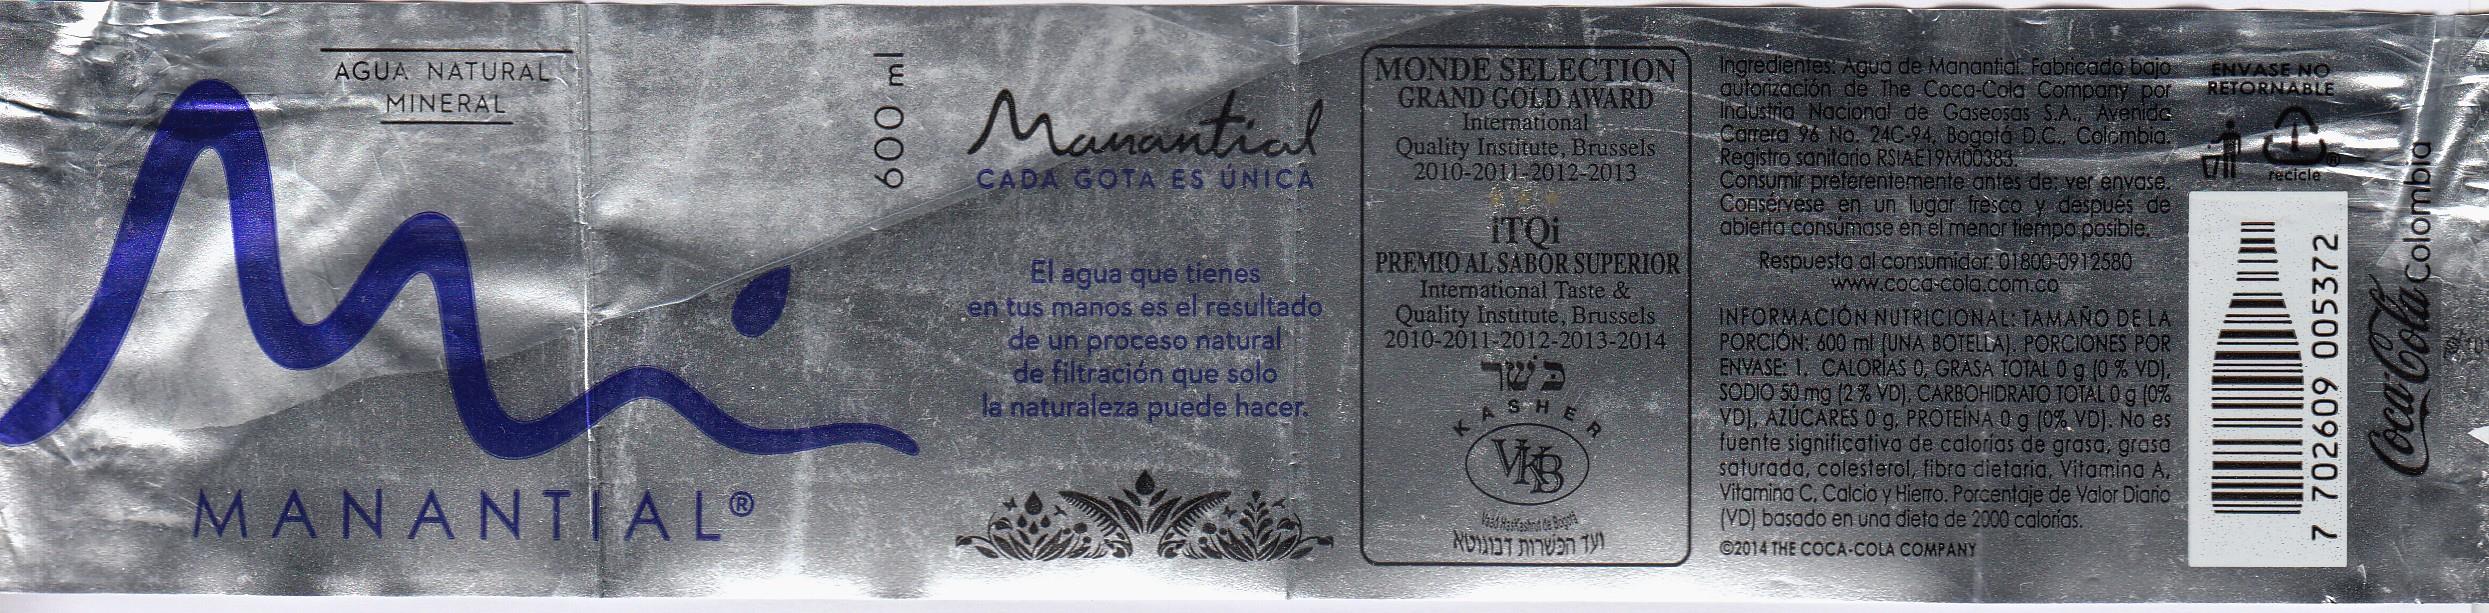 AGUA NATURAL
MINERAL
MANANTIAL®
600 ml
Manantial
CADA GOTA ES ÚNICA
El agua que tienes
en tus manos es el resultado
de un proceso natural
de filtración que solo
la naturaleza puede hacer.
MONDE SELECTION
GRAND GOLD AWARD
International
Quality Institute, Brussels
2010-2011-2012-2013
iTQi
PREMIO AL SABOR SUPERIOR
International Taste &
Quality Institute, Brussels
2010-2011-2012-2013-2014
כשר
KASHER
VKB
Vaad HaKashrut de Bogotá
ועד הכשרות דבוגוטא
Ingredientes: Agua de Manantial. Fabricado bajo
autorización de The Coca-Cola Company por
Industria Nacional de Gaseosas S.A., Avenida
Carrera 96 No. 24C-94, Bogotá D.C., Colombia.
Registro sanitario RSIAE19M00383.
Consumir preferentemente antes de: ver envase.
Consérvese en un lugar fresco y después de
abierta consúmase en el menor tiempo posible.
Respuesta al consumidor: 01800-0912580
www.coca-cola.com.co
INFORMACIÓN NUTRICIONAL: TAMAÑO DE LA
PORCIÓN: 600 ml (UNA BOTELLA). PORCIONES POR
ENVASE: 1. CALORÍAS 0, GRASA TOTAL 0 g (0 % VD),
SODIO 50 mg (2 % VD), CARBOHIDRATO TOTAL 0 g (0%
VD), AZÚCARES 0 g, PROTEÍNA 0 g (0% VD). No es
fuente significativa de calorías de grasa, grasa
saturada, colesterol, fibra dietaria, Vitamina A,
Vitamina C, Calcio y Hierro. Porcentaje de Valor Diario
(VD) basado en una dieta de 2000 calorías.
©2014 THE COCA-COLA COMPANY
ENVASE NO
RETORNABLE
®
recicle
7 702609 005372
Coca-Cola Colombia